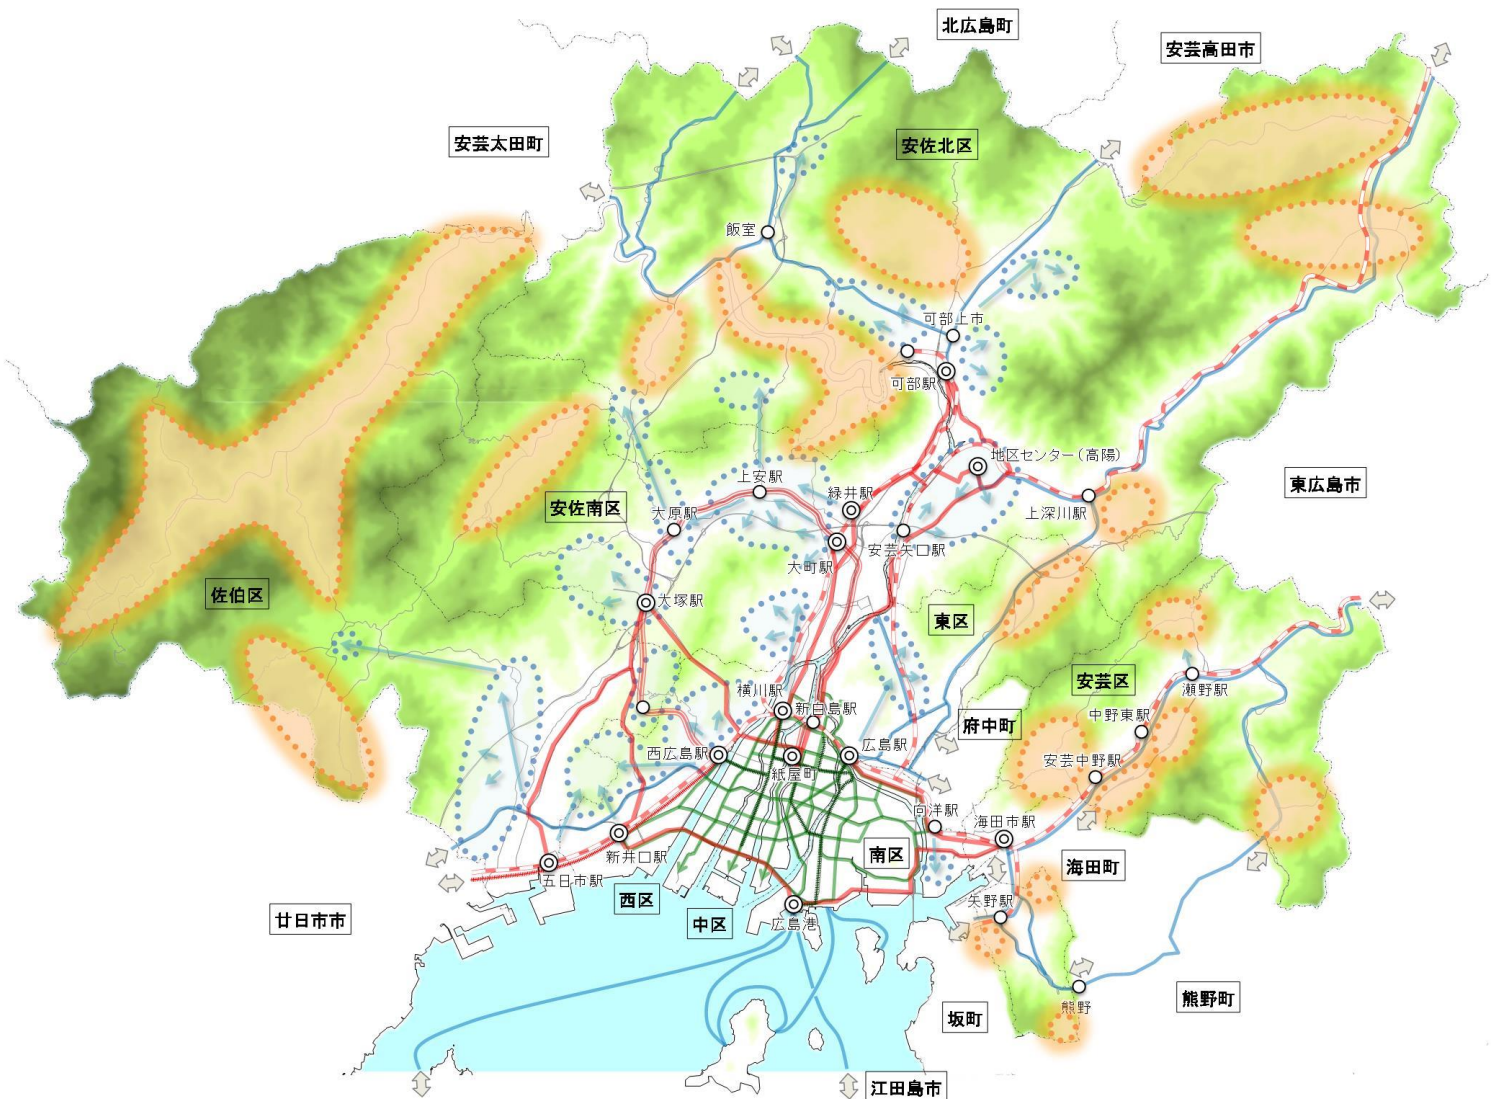 北広島町
安芸高田市
安芸太田町
安佐北区
飯室
可部上市
可部駅
地区センター(高陽)
東広島市
上安駅
緑井駅
上深川駅
安佐南区
大原駅
安芸矢口駅
大町駅
佐伯区
大塚駅
東区
安芸区
瀬野駅
横川駅
新白島駅
中野東駅
府中町
西広島駅
広島駅
安芸中野駅
紙屋町
向洋駅
海田市駅
新井口駅
南区
海田町
五日市駅
西区
矢野駅
廿日市市
中区
広島港
熊野町
熊野
坂町
江田島市